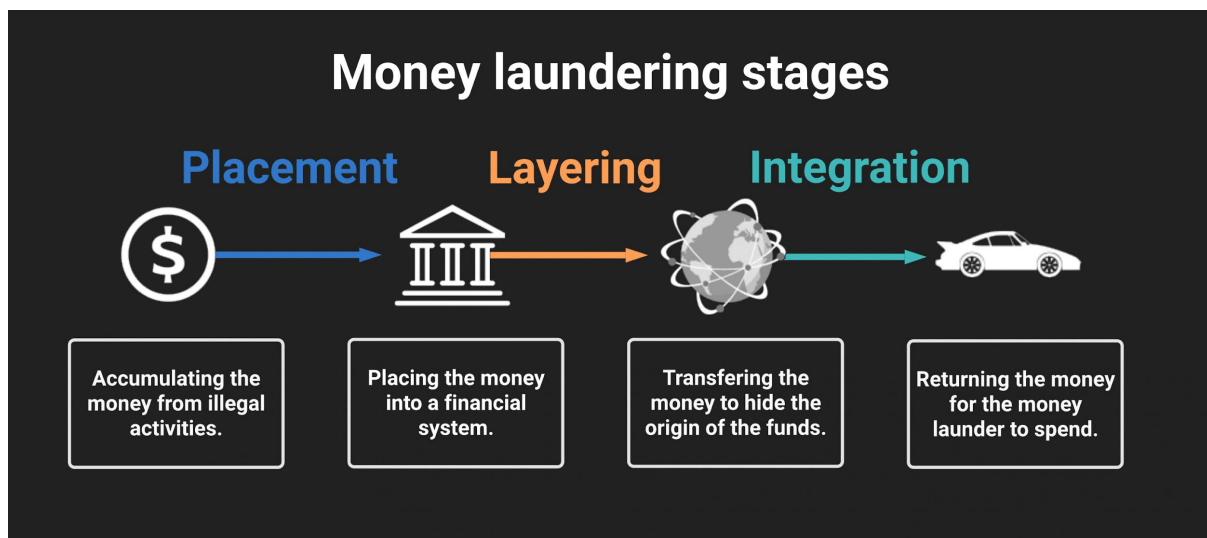 Money laundering stages
Placement
Layering
Integration
$
Accumulating the
money from illegal
activities.
Placing the money
into a financial
system.
Transfering the
money to hide the
origin of the funds.
Returning the money
for the money
launder to spend.